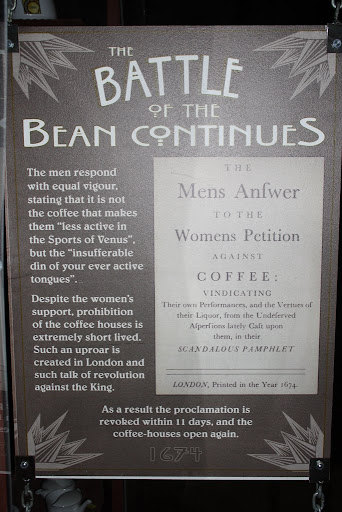 THE
BATTLE
OF THE
BEAN CONTINUES
The men respond
with equal vigour,
stating that it is not
the coffee that makes
them "less active in
the Sports of Venus",
but the "insufferable
din of your ever active
tongues".
Despite the women's
support, prohibition
of the coffee houses is
extremely short lived.
Such an uproar is
created in London and
such talk of revolution
against the King.
THE
Mens Anſwer
TO THE
Womens Petition
AGAINST
COFFEE:
VINDICATING
Their own Performances, and the Vertues of
their Liquor, from the Undeſerved
Aſperſions lately Caſt upon
them, in their
SCANDALOUS PAMPHLET
LONDON, Printed in the Year 1674.
As a result the proclamation is
revoked within 11 days, and the
coffee-houses open again.
1674